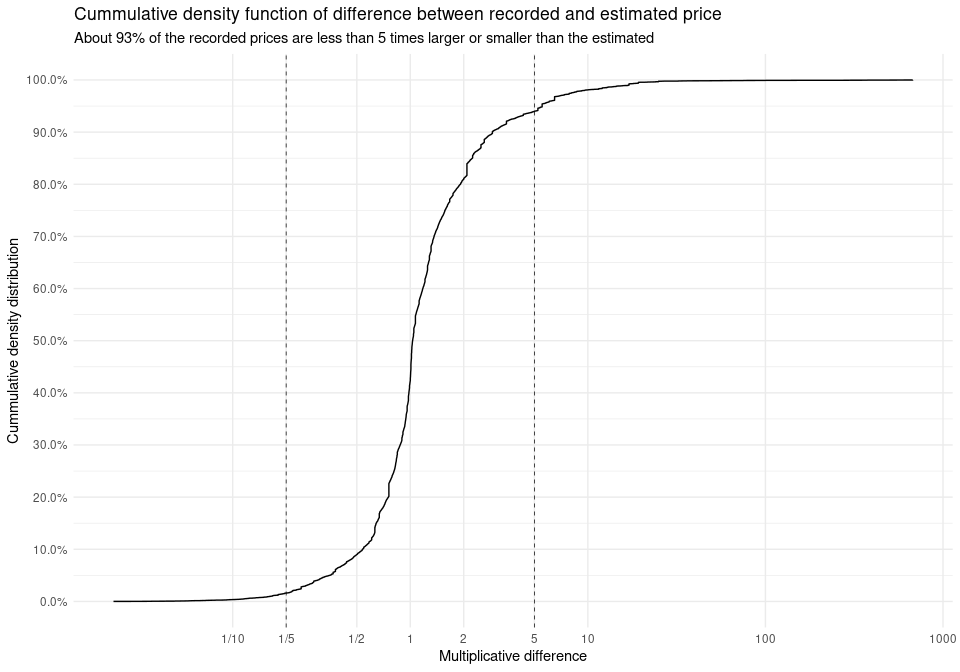 Cummulative density function of difference between recorded and estimated price
About 93% of the recorded prices are less than 5 times larger or smaller than the estimated
Cummulative density distribution
100.0%
90.0%
80.0%
70.0%
60.0%
50.0%
40.0%
30.0%
20.0%
10.0%
0.0%
1/10 1/5 1/2 1 2 5 10 100 1000
Multiplicative difference